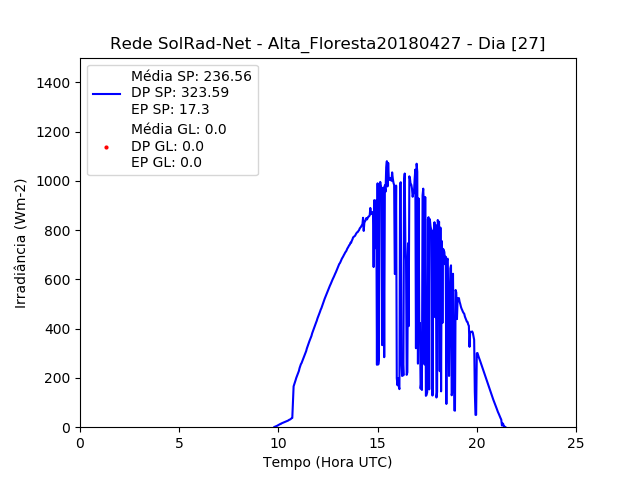 Rede SolRad-Net - Alta_Floresta20180427 - Dia [27]
Média SP: 236.56
DP SP: 323.59
EP SP: 17.3
Média GL: 0.0
DP GL: 0.0
EP GL: 0.0
Irradiância (Wm-2)
1400
1200
1000
800
600
400
200
0
0 5 10 15 20 25
Tempo (Hora UTC)